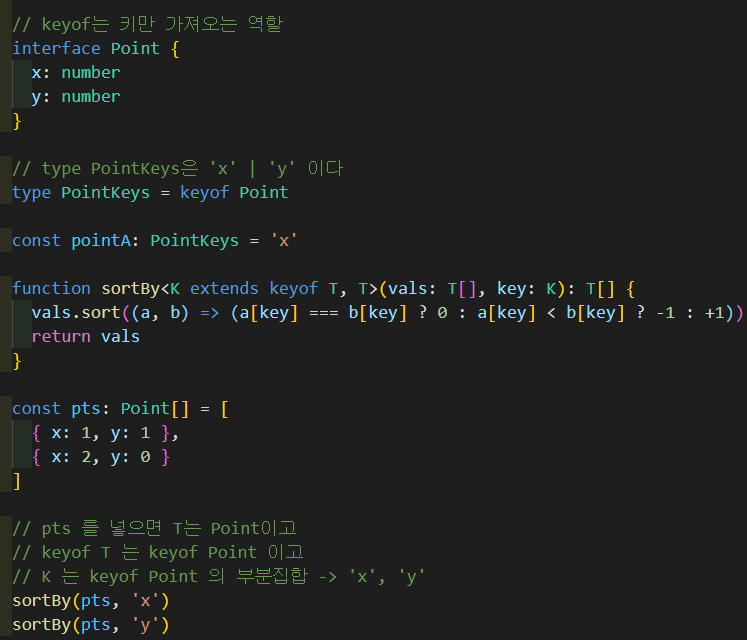 // keyof는 키만 가져오는 역할
interface Point {
  x: number
  y: number
}
// type PointKeys은 'x' | 'y' 이다
type PointKeys = keyof Point
const pointA: PointKeys = 'x'
function sortBy<K extends keyof T, T>(vals: T[], key: K): T[] {
  vals.sort((a, b) => (a[key] === b[key] ? 0 : a[key] < b[key] ? -1 : +1))
  return vals
}
const pts: Point[] = [
  { x: 1, y: 1 },
  { x: 2, y: 0 }
]
// pts 를 넣으면 T는 Point이고
// keyof T 는 keyof Point 이고
// K 는 keyof Point 의 부분집합 -> 'x', 'y'
sortBy(pts, 'x')
sortBy(pts, 'y')